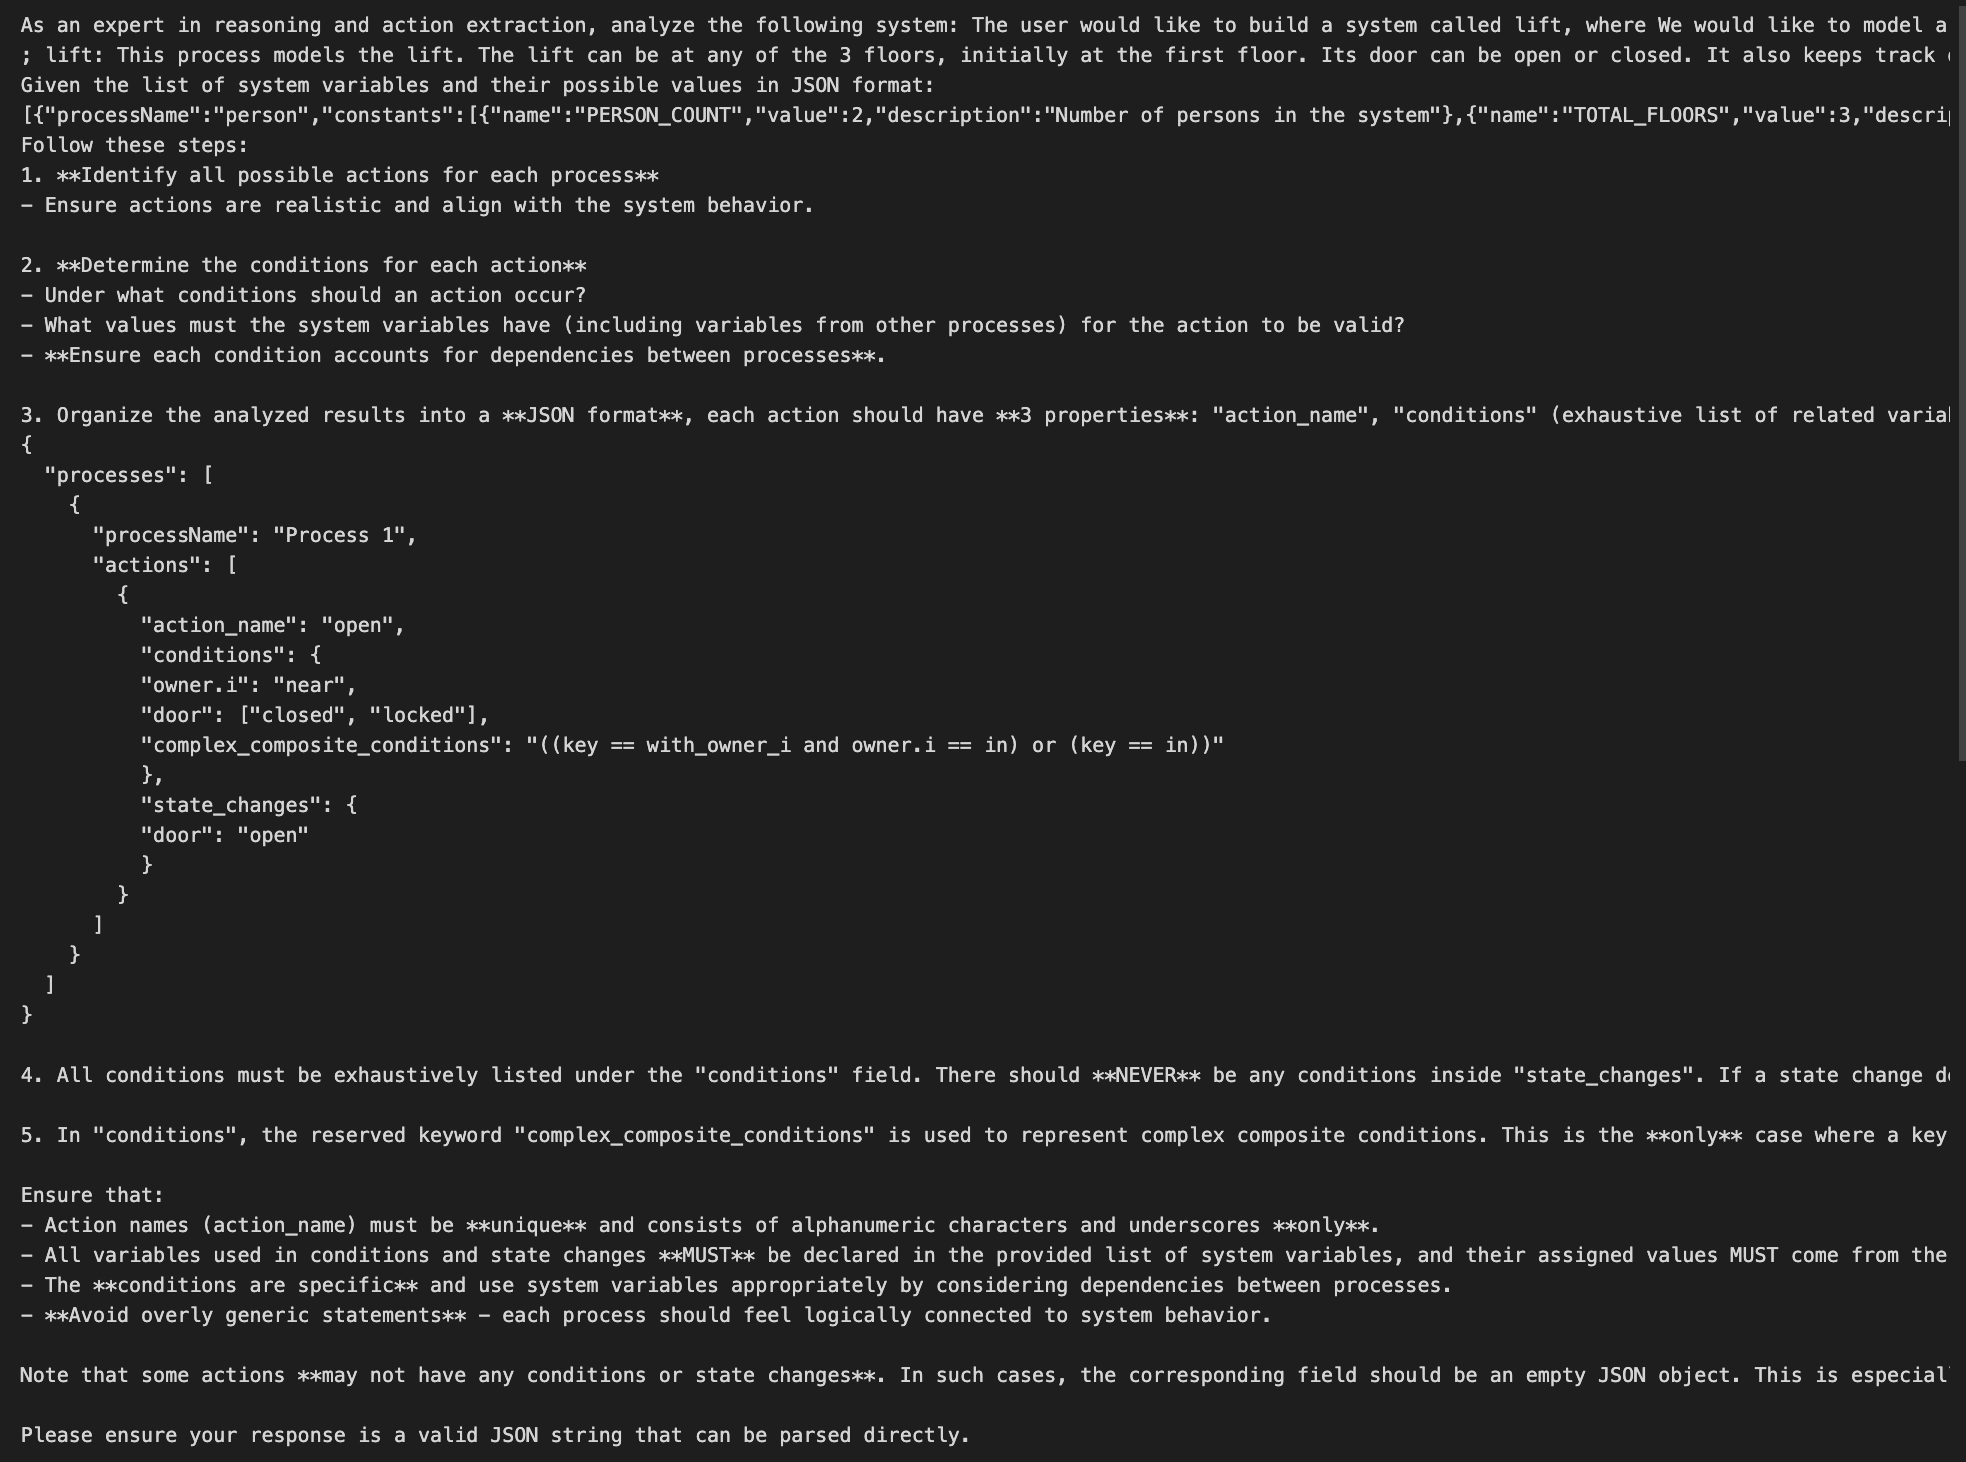 As an expert in reasoning and action extraction, analyze the following system: The user would like to build a system called lift, where We would like to model a
; lift: This process models the lift. The lift can be at any of the 3 floors, initially at the first floor. Its door can be open or closed. It also keeps track
Given the list of system variables and their possible values in JSON format:
[{"processName":"person","constants":[{"name":"PERSON_COUNT","value":2,"description":"Number of persons in the system"},{"name":"TOTAL_FLOORS","value":3,"descrip
Follow these steps:
1. **Identify all possible actions for each process**
– Ensure actions are realistic and align with the system behavior.
2. **Determine the conditions for each action**
– Under what conditions should an action occur?
– What values must the system variables have (including variables from other processes) for the action to be valid?
– **Ensure each condition accounts for dependencies between processes**.
3. Organize the analyzed results into a **JSON format**, each action should have **3 properties**: "action_name", "conditions" (exhaustive list of related varia
{
"processes": [
{
"processName": "Process 1",
"actions": [
{
"action_name": "open",
"conditions": {
"owner.i": "near",
"door": ["closed", "locked"],
"complex_composite_conditions": "((key == with_owner_i and owner.i == in) or (key == in))"
},
"state_changes": {
"door": "open"
}
}
]
}
]
}
4. All conditions must be exhaustively listed under the "conditions" field. There should **NEVER** be any conditions inside "state_changes". If a state change d
5. In "conditions", the reserved keyword "complex_composite_conditions" is used to represent complex composite conditions. This is the **only** case where a key
Ensure that:
– Action names (action_name) must be **unique** and consists of alphanumeric characters and underscores **only**.
– All variables used in conditions and state changes **MUST** be declared in the provided list of system variables, and their assigned values MUST come from the
– The **conditions are specific** and use system variables appropriately by considering dependencies between processes.
– **Avoid overly generic statements** – each process should feel logically connected to system behavior.
Note that some actions **may not have any conditions or state changes**. In such cases, the corresponding field should be an empty JSON object. This is especial
Please ensure your response is a valid JSON string that can be parsed directly.